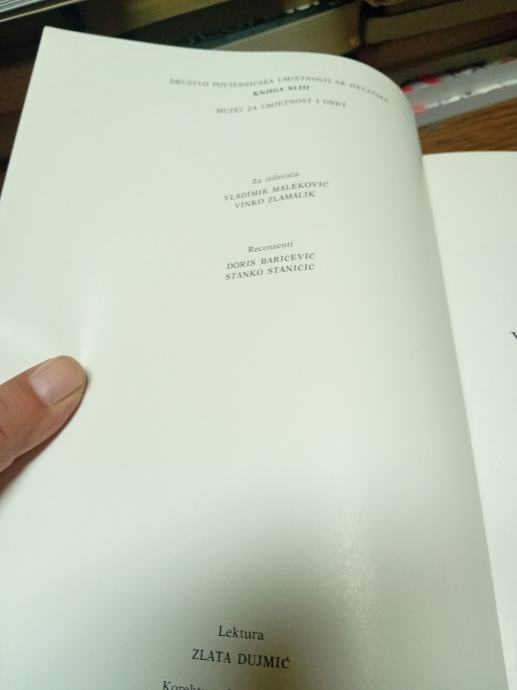 DRUŠTVO POVJESNIČARA UMJETNOSTI SR HRVATSKE
KNJIGA XLIII
MUZEJ ZA UMJETNOST I OBRT
Za izdavača
VLADIMIR MALEKOVIĆ
VINKO ZLAMALIK
Recenzenti
DORIS BARIČEVIĆ
STANKO STANIČIĆ
Lektura
ZLATA DUJMIĆ